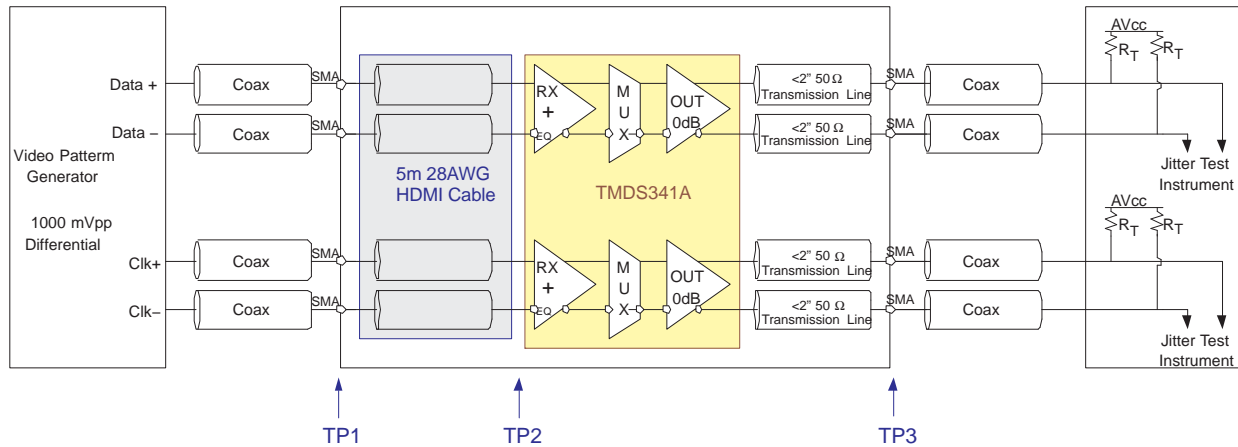 Video Patterm
Generator
1000 mVpp
Differential
Data +
Coax
SMA
RX
+
EQ
M
U
X
OUT
0dB
<2" 50 Ω
Transmission Line
SMA
Coax
AVcc
RT
RT
Data −
Coax
SMA
<2" 50 Ω
Transmission Line
SMA
Coax
Jitter Test
Instrument
5m 28AWG
HDMI Cable
TMDS341A
Clk+
Coax
SMA
RX
+
EQ
M
U
X
OUT
0dB
<2" 50 Ω
Transmission Line
SMA
Coax
AVcc
RT
RT
Clk−
Coax
SMA
<2" 50 Ω
Transmission Line
SMA
Coax
Jitter Test
Instrument
TP1
TP2
TP3